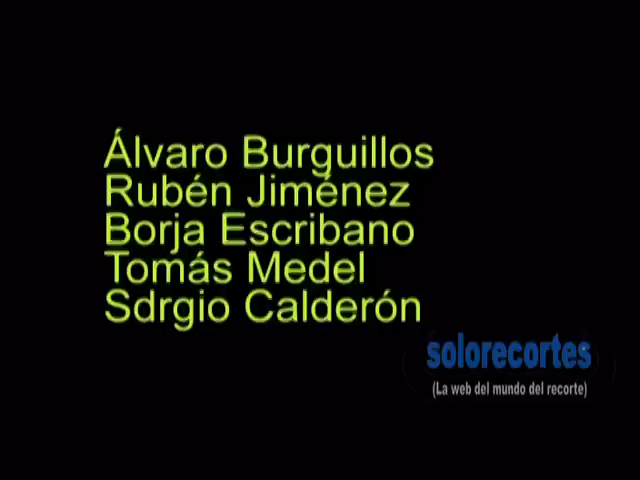 Álvaro Burguillos
Rubén Jiménez
Borja Escribano
Tomás Medel
Sdrgio Calderón
solorecortes
(La web del mundo del recorte)